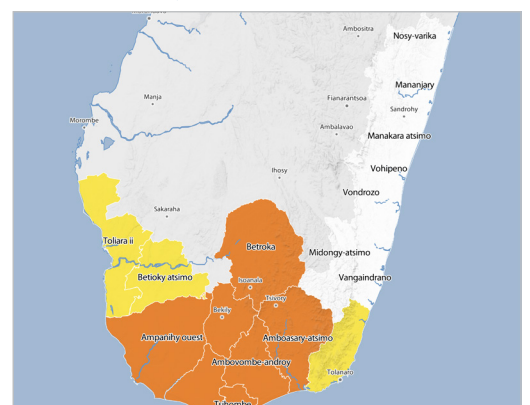 Ambositra
Nosy-varika
Mananjary
Manja
Fianarantsoa
Sandrohy
Morombe
Ambalavao
Manakara atsimo
Ihosy
Vohipeno
Vondrozo
Sakaraha
Toliara ii
Betroka
Midongy-atsimo
Betioky atsimo
Isoanala
Vangaindrano
Tsivory
Bekily
Ampanihy ouest
Amboasary-atsimo
Ambovombe-androy
Tolanaro
Tsihombe